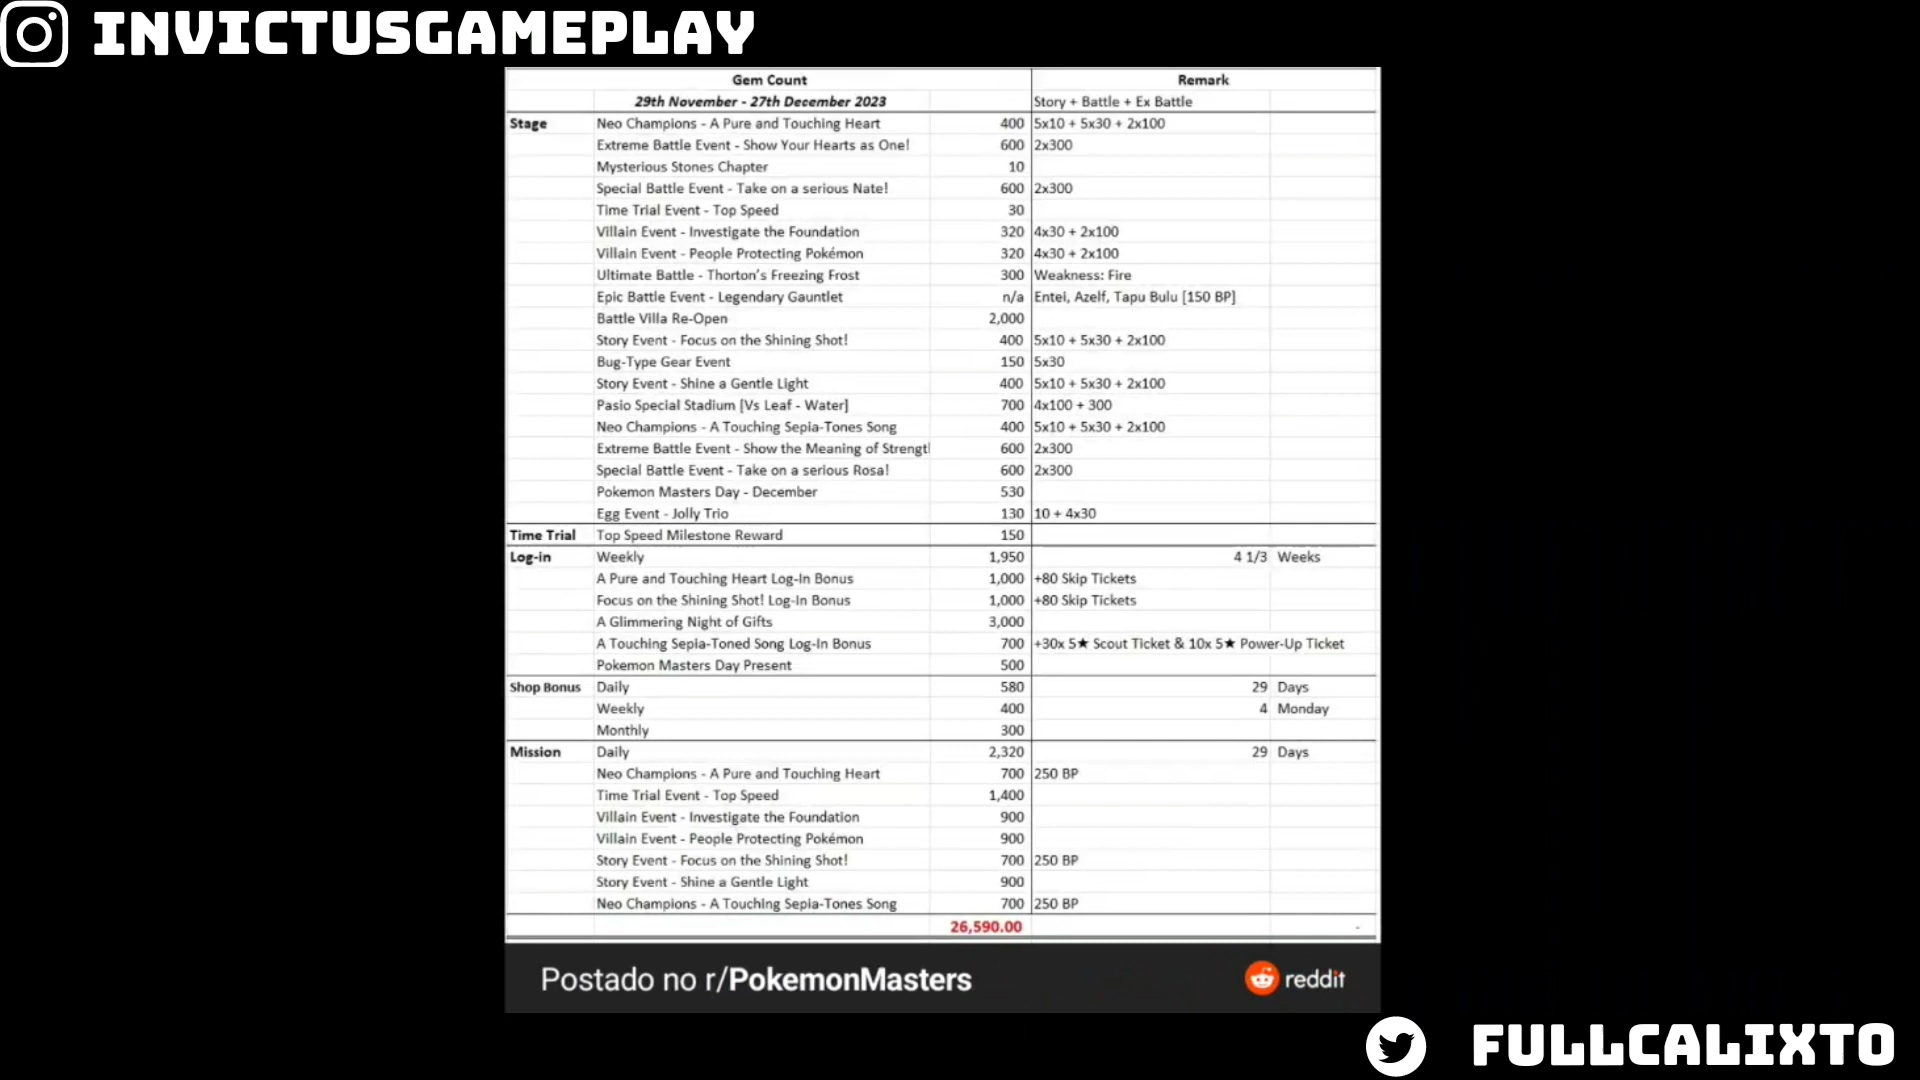 INVICTUSGAMEPLAY
Gem Count Remark
29th November - 27th December 2023 Story + Battle + Ex Battle
Stage Neo Champions - A Pure and Touching Heart 400 5x10 + 5x30 + 2x100
Extreme Battle Event - Show Your Hearts as One! 600 2x300
Mysterious Stones Chapter 10
Special Battle Event - Take on a serious Nate! 600 2x300
Time Trial Event - Top Speed 30
Villain Event - Investigate the Foundation 320 4x30 + 2x100
Villain Event - People Protecting Pokémon 320 4x30 + 2x100
Ultimate Battle - Thorton's Freezing Frost 300 Weakness: Fire
Epic Battle Event - Legendary Gauntlet n/a Entei, Azelf, Tapu Bulu [150 BP]
Battle Villa Re-Open 2,000
Story Event - Focus on the Shining Shot! 400 5x10 + 5x30 + 2x100
Bug-Type Gear Event 150 5x30
Story Event - Shine a Gentle Light 400 5x10 + 5x30 + 2x100
Pasio Special Stadium [Vs Leaf - Water] 700 4x100 + 300
Neo Champions - A Touching Sepia-Tones Song 400 5x10 + 5x30 + 2x100
Extreme Battle Event - Show the Meaning of Strengt 600 2x300
Special Battle Event - Take on a serious Rosa! 600 2x300
Pokemon Masters Day - December 530
Egg Event - Jolly Trio 130 10 + 4x30
Time Trial Top Speed Milestone Reward 150
Log-in Weekly 1,950 4 1/3 Weeks
A Pure and Touching Heart Log-In Bonus 1,000 +80 Skip Tickets
Focus on the Shining Shot! Log-In Bonus 1,000 +80 Skip Tickets
A Glimmering Night of Gifts 3,000
A Touching Sepia-Toned Song Log-In Bonus 700 +30x 5★ Scout Ticket & 10x 5★ Power-Up Ticket
Pokemon Masters Day Present 500
Shop Bonus Daily 580 29 Days
Weekly 400 4 Monday
Monthly 300
Mission Daily 2,320 29 Days
Neo Champions - A Pure and Touching Heart 700 250 BP
Time Trial Event - Top Speed 1,400
Villain Event - Investigate the Foundation 900
Villain Event - People Protecting Pokémon 900
Story Event - Focus on the Shining Shot! 700 250 BP
Story Event - Shine a Gentle Light 900
Neo Champions - A Touching Sepia-Tones Song 700 250 BP
26,590.00 -
Postado no r/PokemonMasters reddit
FULLCALIXTO